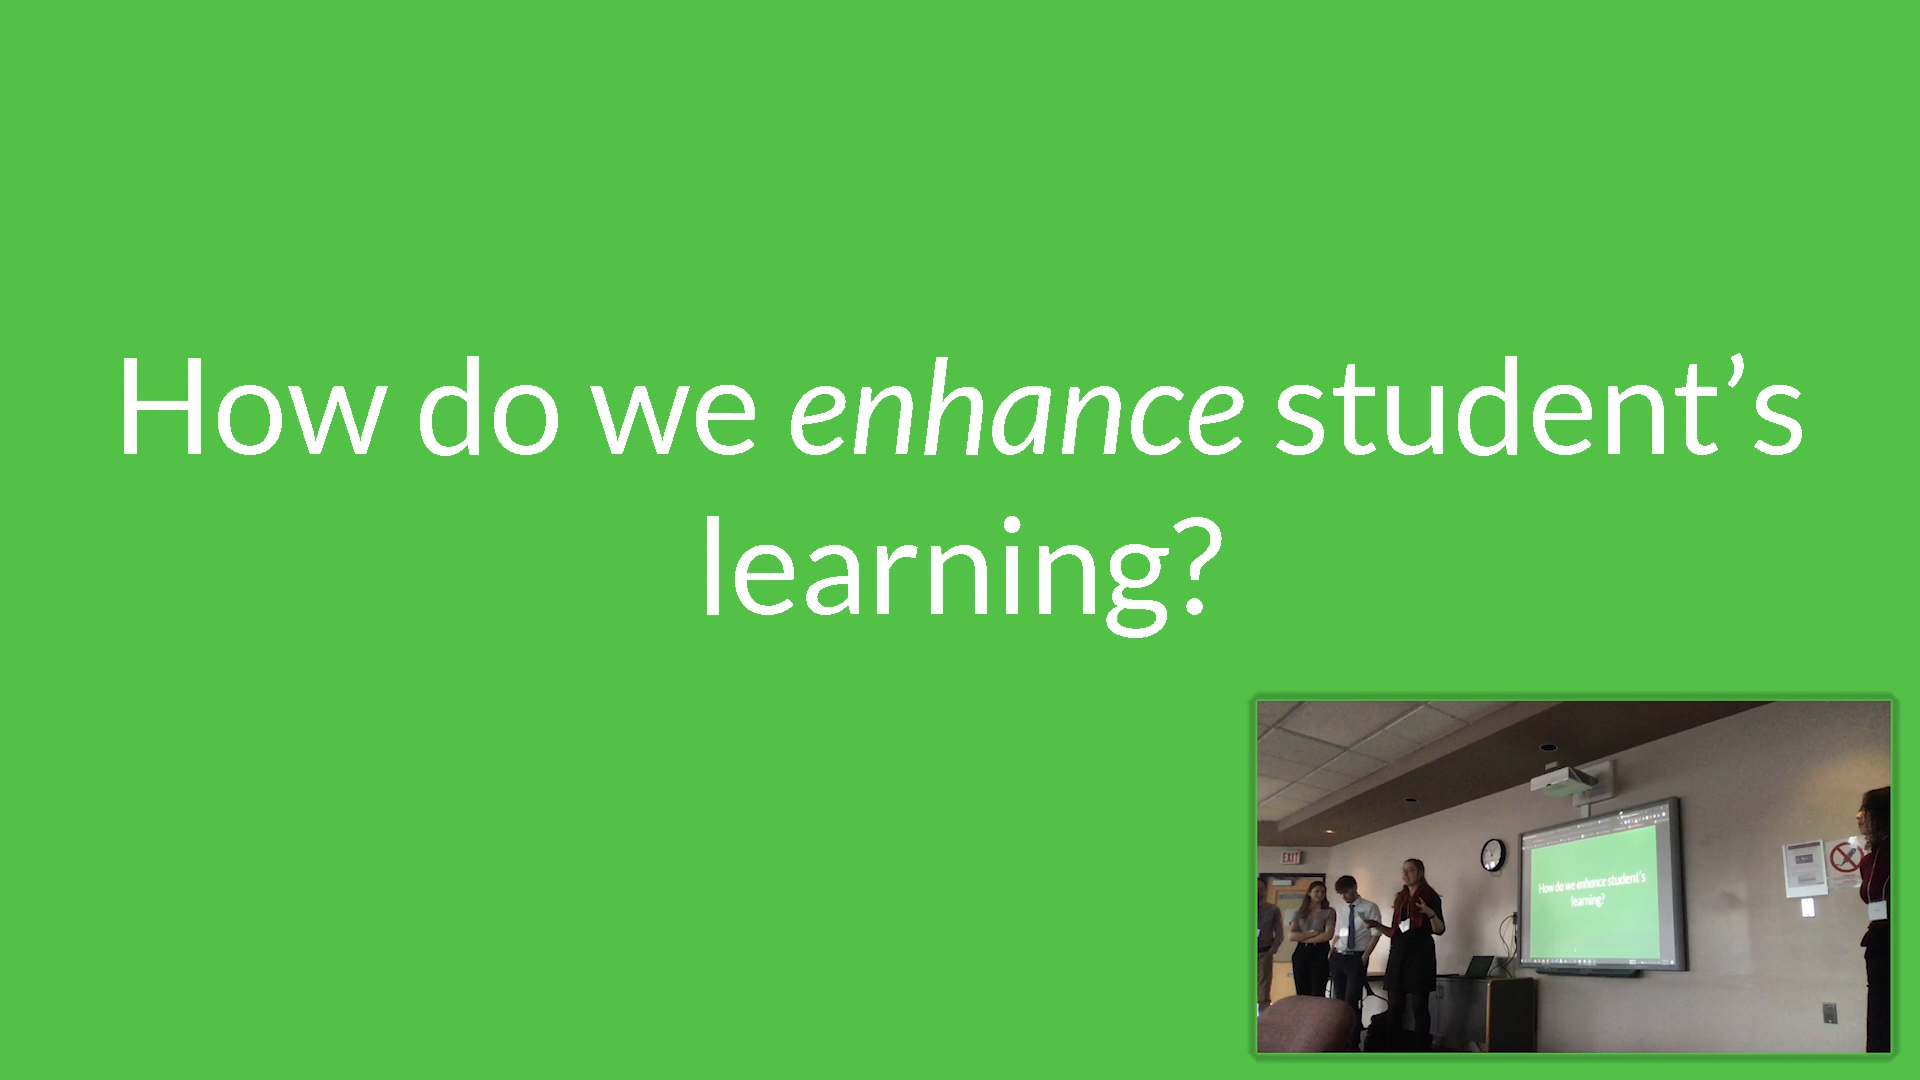 How do we enhance student’s
learning?
EXIT
How do we enhance student's
learning?